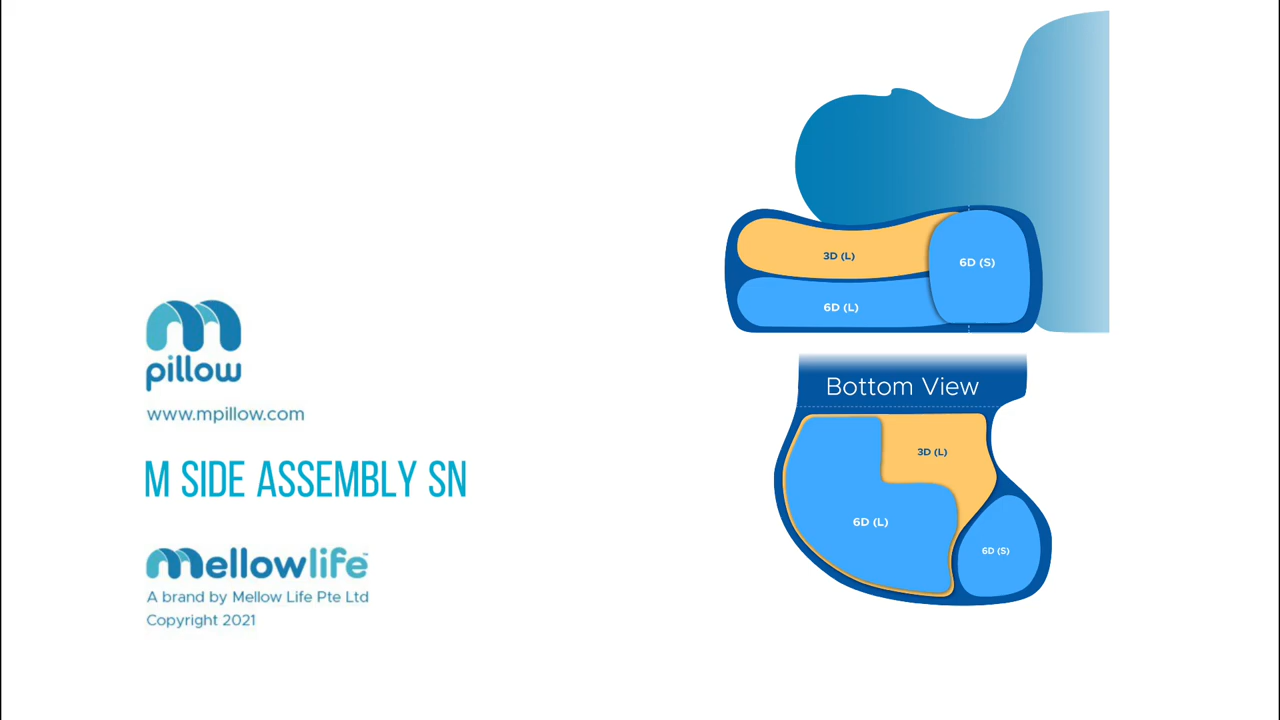 pillow
www.mpillow.com
M SIDE ASSEMBLY SN
mellowlife™
A brand by Mellow Life Pte Ltd
Copyright 2021
3D (L)
6D (S)
6D (L)
Bottom View
3D (L)
6D (L)
6D (S)